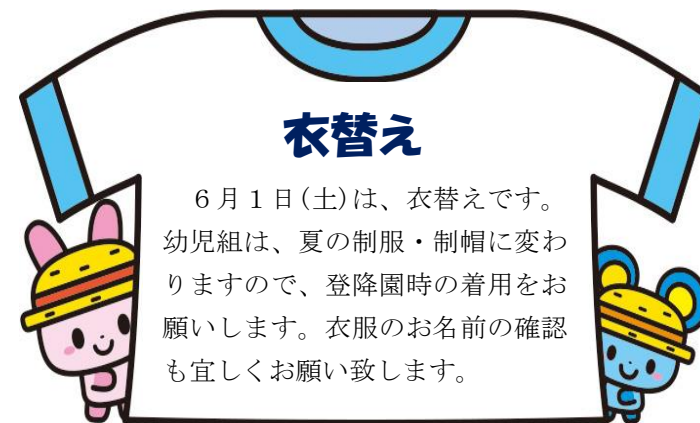 衣替え
６月１日(土)は、衣替えです。
幼児組は、夏の制服・制帽に変わ
りますので、登降園時の着用をお
願いします。衣服のお名前の確認
も宜しくお願い致します。